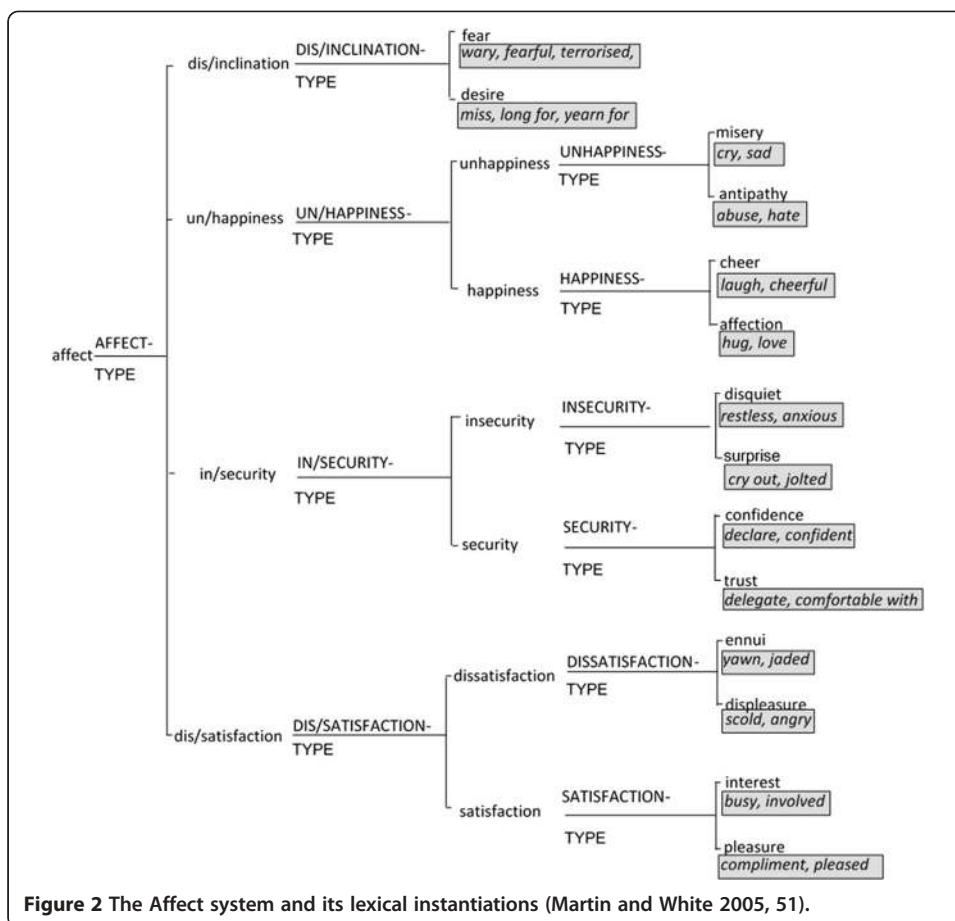 fear
DIS/INCLINATION-
wary, fearful, terrorised,
dis/inclination
TYPE
desire
miss, long for, yearn for
misery
UNHAPPINESS-
cry, sad
unhappiness
TYPE
antipathy
abuse, hate
un/happiness
UN/HAPPINESS-
TYPE
cheer
HAPPINESS-
laugh, cheerful
happiness
TYPE
affection
hug, love
AFFECT-
affect
TYPE
disquiet
INSECURITY-
restless, anxious
insecurity
TYPE
surprise
cry out, jolted
IN/SECURITY-
in/security
TYPE
confidence
SECURITY-
declare, confident
security
TYPE
trust
delegate, comfortable with
ennui
DISSATISFACTION-
yawn, jaded
dissatisfaction
TYPE
displeasure
scold, angry
DIS/SATISFACTION-
dis/satisfaction
TYPE
interest
SATISFACTION-
busy, involved
satisfaction
TYPE
pleasure
compliment, pleased
Figure 2 The Affect system and its lexical instantiations (Martin and White 2005, 51).